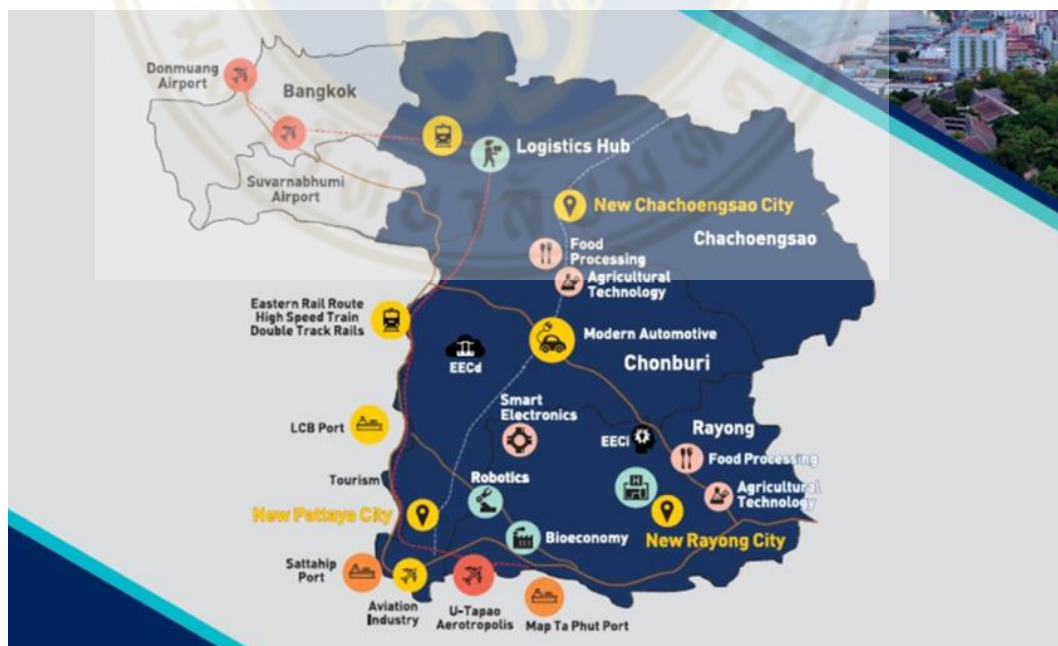 Donmuang
Airport
Bangkok
Suvarnabhumi
Airport
Logistics Hub
New Chachoengsao City
Chachoengsao
Food
Processing
Agricultural
Technology
Eastern Rail Route
High Speed Train
Double Track Rails
EECd
Modern Automotive
Chonburi
Smart
Electronics
LCB Port
EECi
Rayong
Food Processing
Tourism
Robotics
Agricultural
Technology
New Pattaya City
Bioeconomy
New Rayong City
Sattahip
Port
Aviation
Industry
U-Tapao
Aerotropolis
Map Ta Phut Port